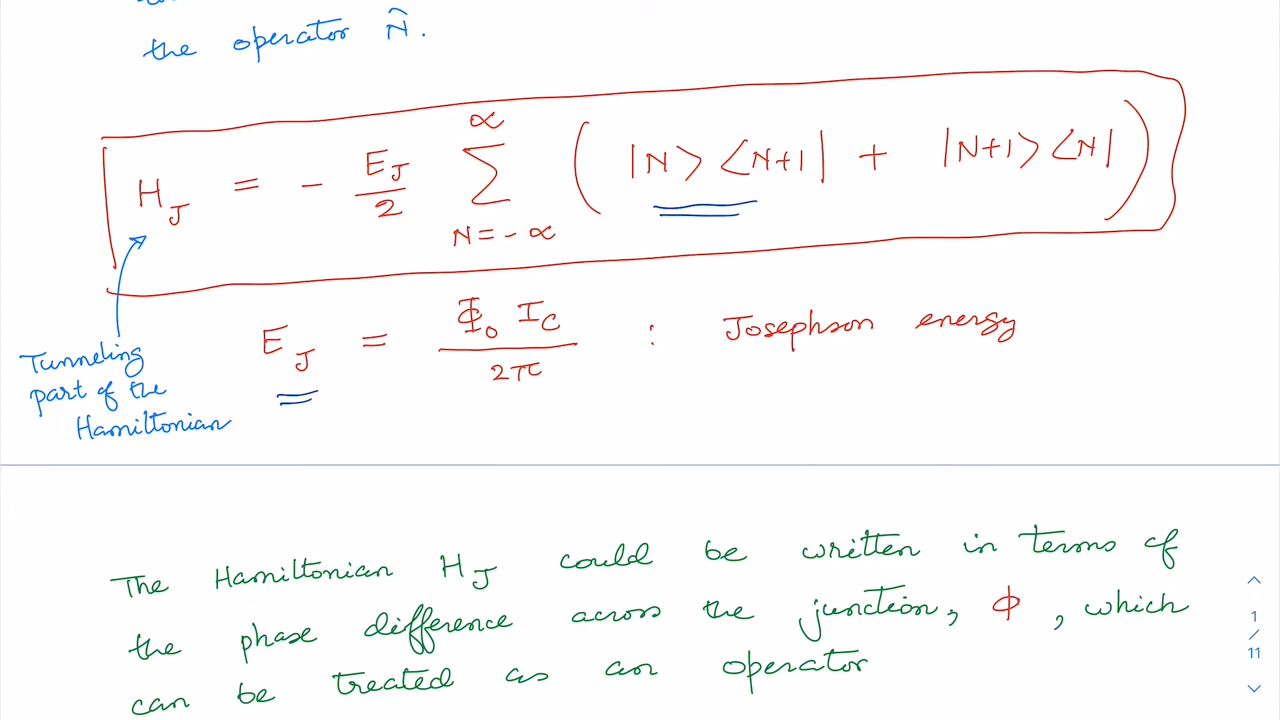 the operator N̂.
H_J = - E_J/2 ∑_{N=-∝}^{∝} ( |N> <N+1| + |N+1> <N| )
E_J = Φ₀ I_C / 2π : Josephson energy
Tunneling
part of the
Hamiltonian
The Hamiltonian H_J could be written in terms of
the phase difference across the junction, ϕ, which
can be treated as an operator
1
/
11